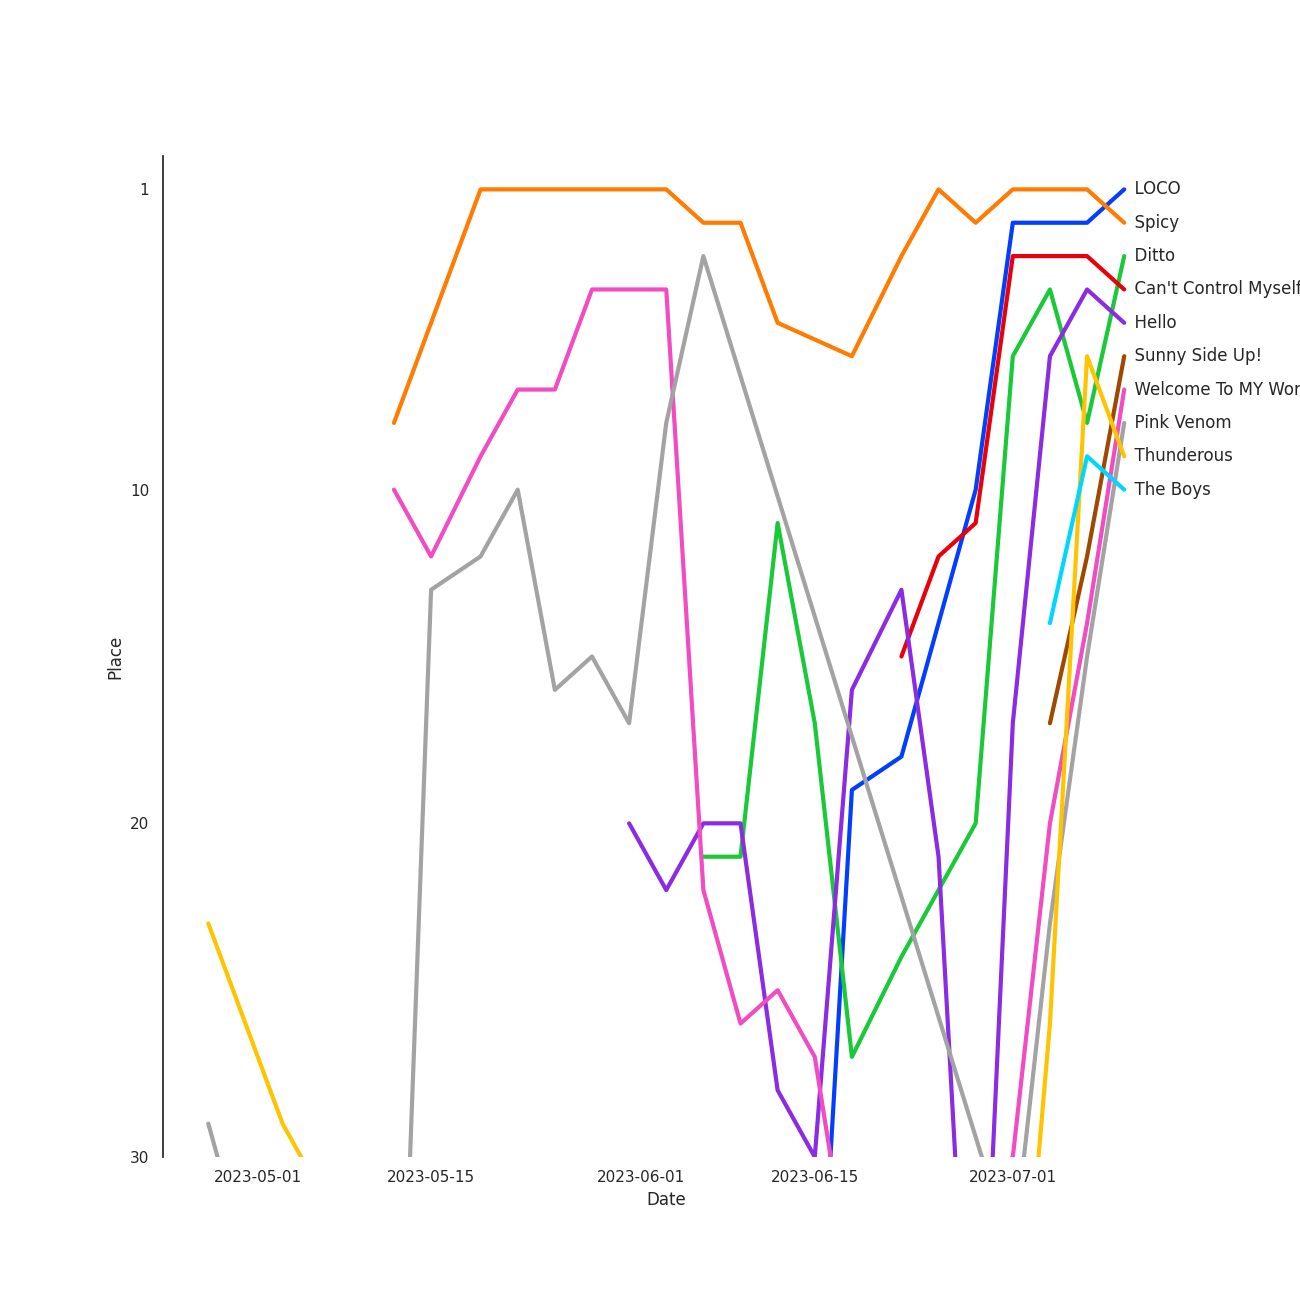 1
10
20
30
Place
2023-05-01
2023-05-15
2023-06-01
2023-06-15
2023-07-01
Date
LOCO
Spicy
Ditto
Can't Control Myself
Hello
Sunny Side Up!
Welcome To MY Wor
Pink Venom
Thunderous
The Boys